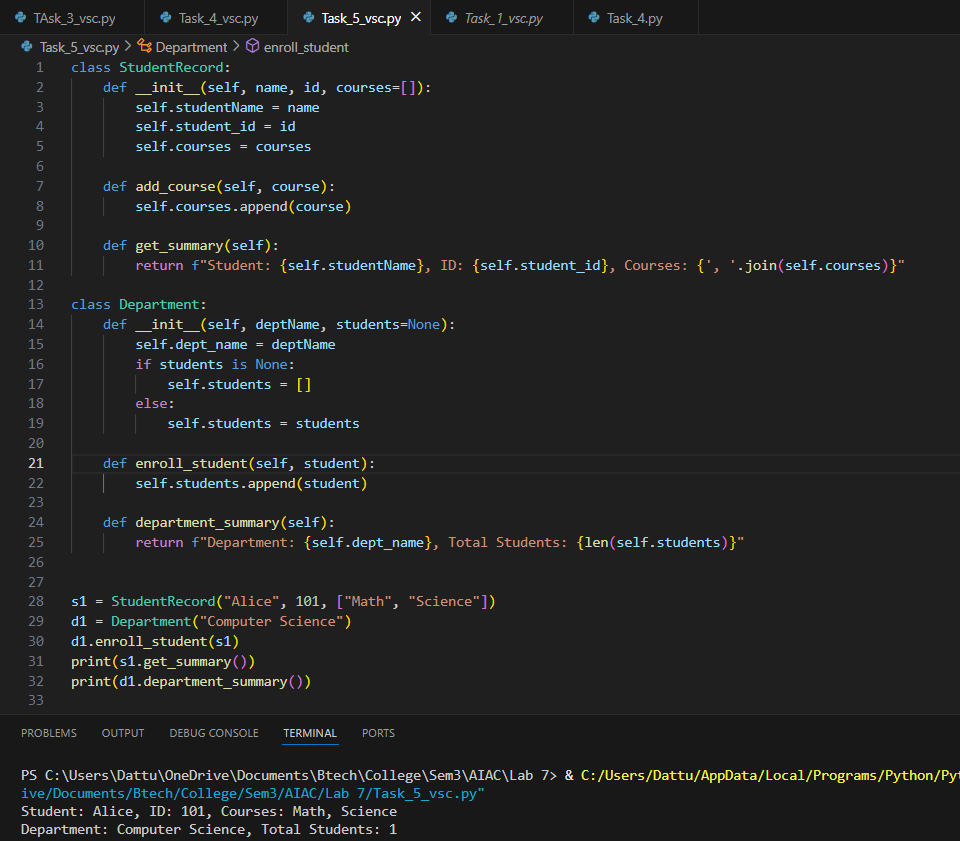 TAsk_3_vsc.py Task_4_vsc.py Task_5_vsc.py Task_1_vsc.py Task_4.py
Task_5_vsc.py > Department > enroll_student
1 class StudentRecord:
2     def __init__(self, name, id, courses=[]):
3         self.studentName = name
4         self.student_id = id
5         self.courses = courses
6
7     def add_course(self, course):
8         self.courses.append(course)
9
10     def get_summary(self):
11         return f"Student: {self.studentName}, ID: {self.student_id}, Courses: {', '.join(self.courses)}"
12
13 class Department:
14     def __init__(self, deptName, students=None):
15         self.dept_name = deptName
16         if students is None:
17             self.students = []
18         else:
19             self.students = students
20
21     def enroll_student(self, student):
22         self.students.append(student)
23
24     def department_summary(self):
25         return f"Department: {self.dept_name}, Total Students: {len(self.students)}"
26
27
28 s1 = StudentRecord("Alice", 101, ["Math", "Science"])
29 d1 = Department("Computer Science")
30 d1.enroll_student(s1)
31 print(s1.get_summary())
32 print(d1.department_summary())
33
PROBLEMS OUTPUT DEBUG CONSOLE TERMINAL PORTS
PS C:\Users\Dattu\OneDrive\Documents\Btech\College\Sem3\AIAC\Lab 7> & C:/Users/Dattu/AppData/Local/Programs/Python/Pyt
ive/Documents/Btech/College/Sem3/AIAC/Lab 7/Task_5_vsc.py"
Student: Alice, ID: 101, Courses: Math, Science
Department: Computer Science, Total Students: 1